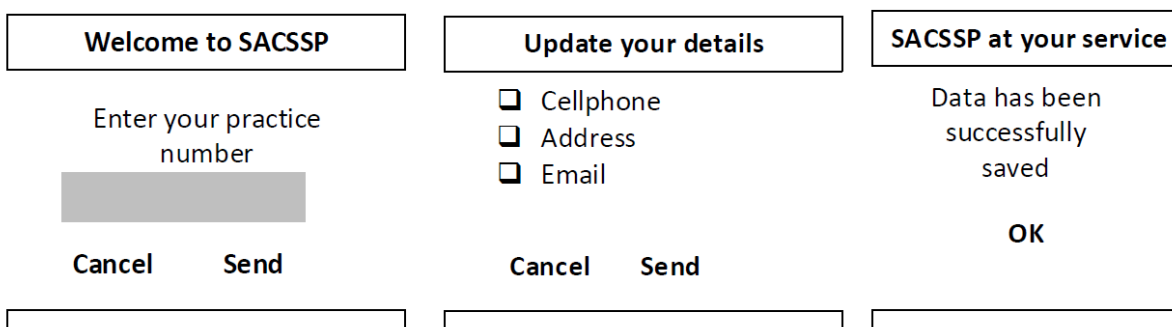 Welcome to SACSSP
Enter your practice
number
Cancel Send
Update your details
❑ Cellphone
❑ Address
❑ Email
Cancel Send
SACSSP at your service
Data has been
successfully
saved
OK